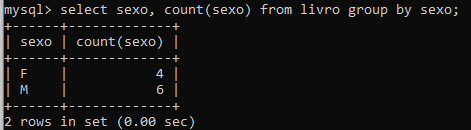 mysql> select sexo, count(sexo) from livro group by sexo;
+------+-------------+
| sexo | count(sexo) |
+------+-------------+
| F    |           4 |
| M    |           6 |
+------+-------------+
2 rows in set (0.00 sec)